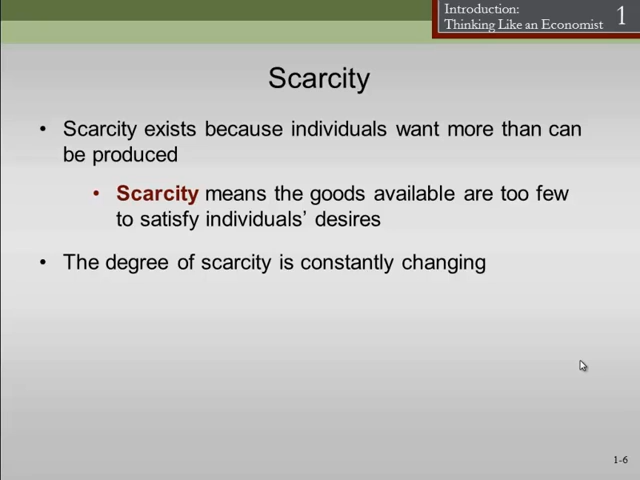 Introduction:
Thinking Like an Economist 1
Scarcity
• Scarcity exists because individuals want more than can
be produced
• Scarcity means the goods available are too few
to satisfy individuals’ desires
• The degree of scarcity is constantly changing
1-6